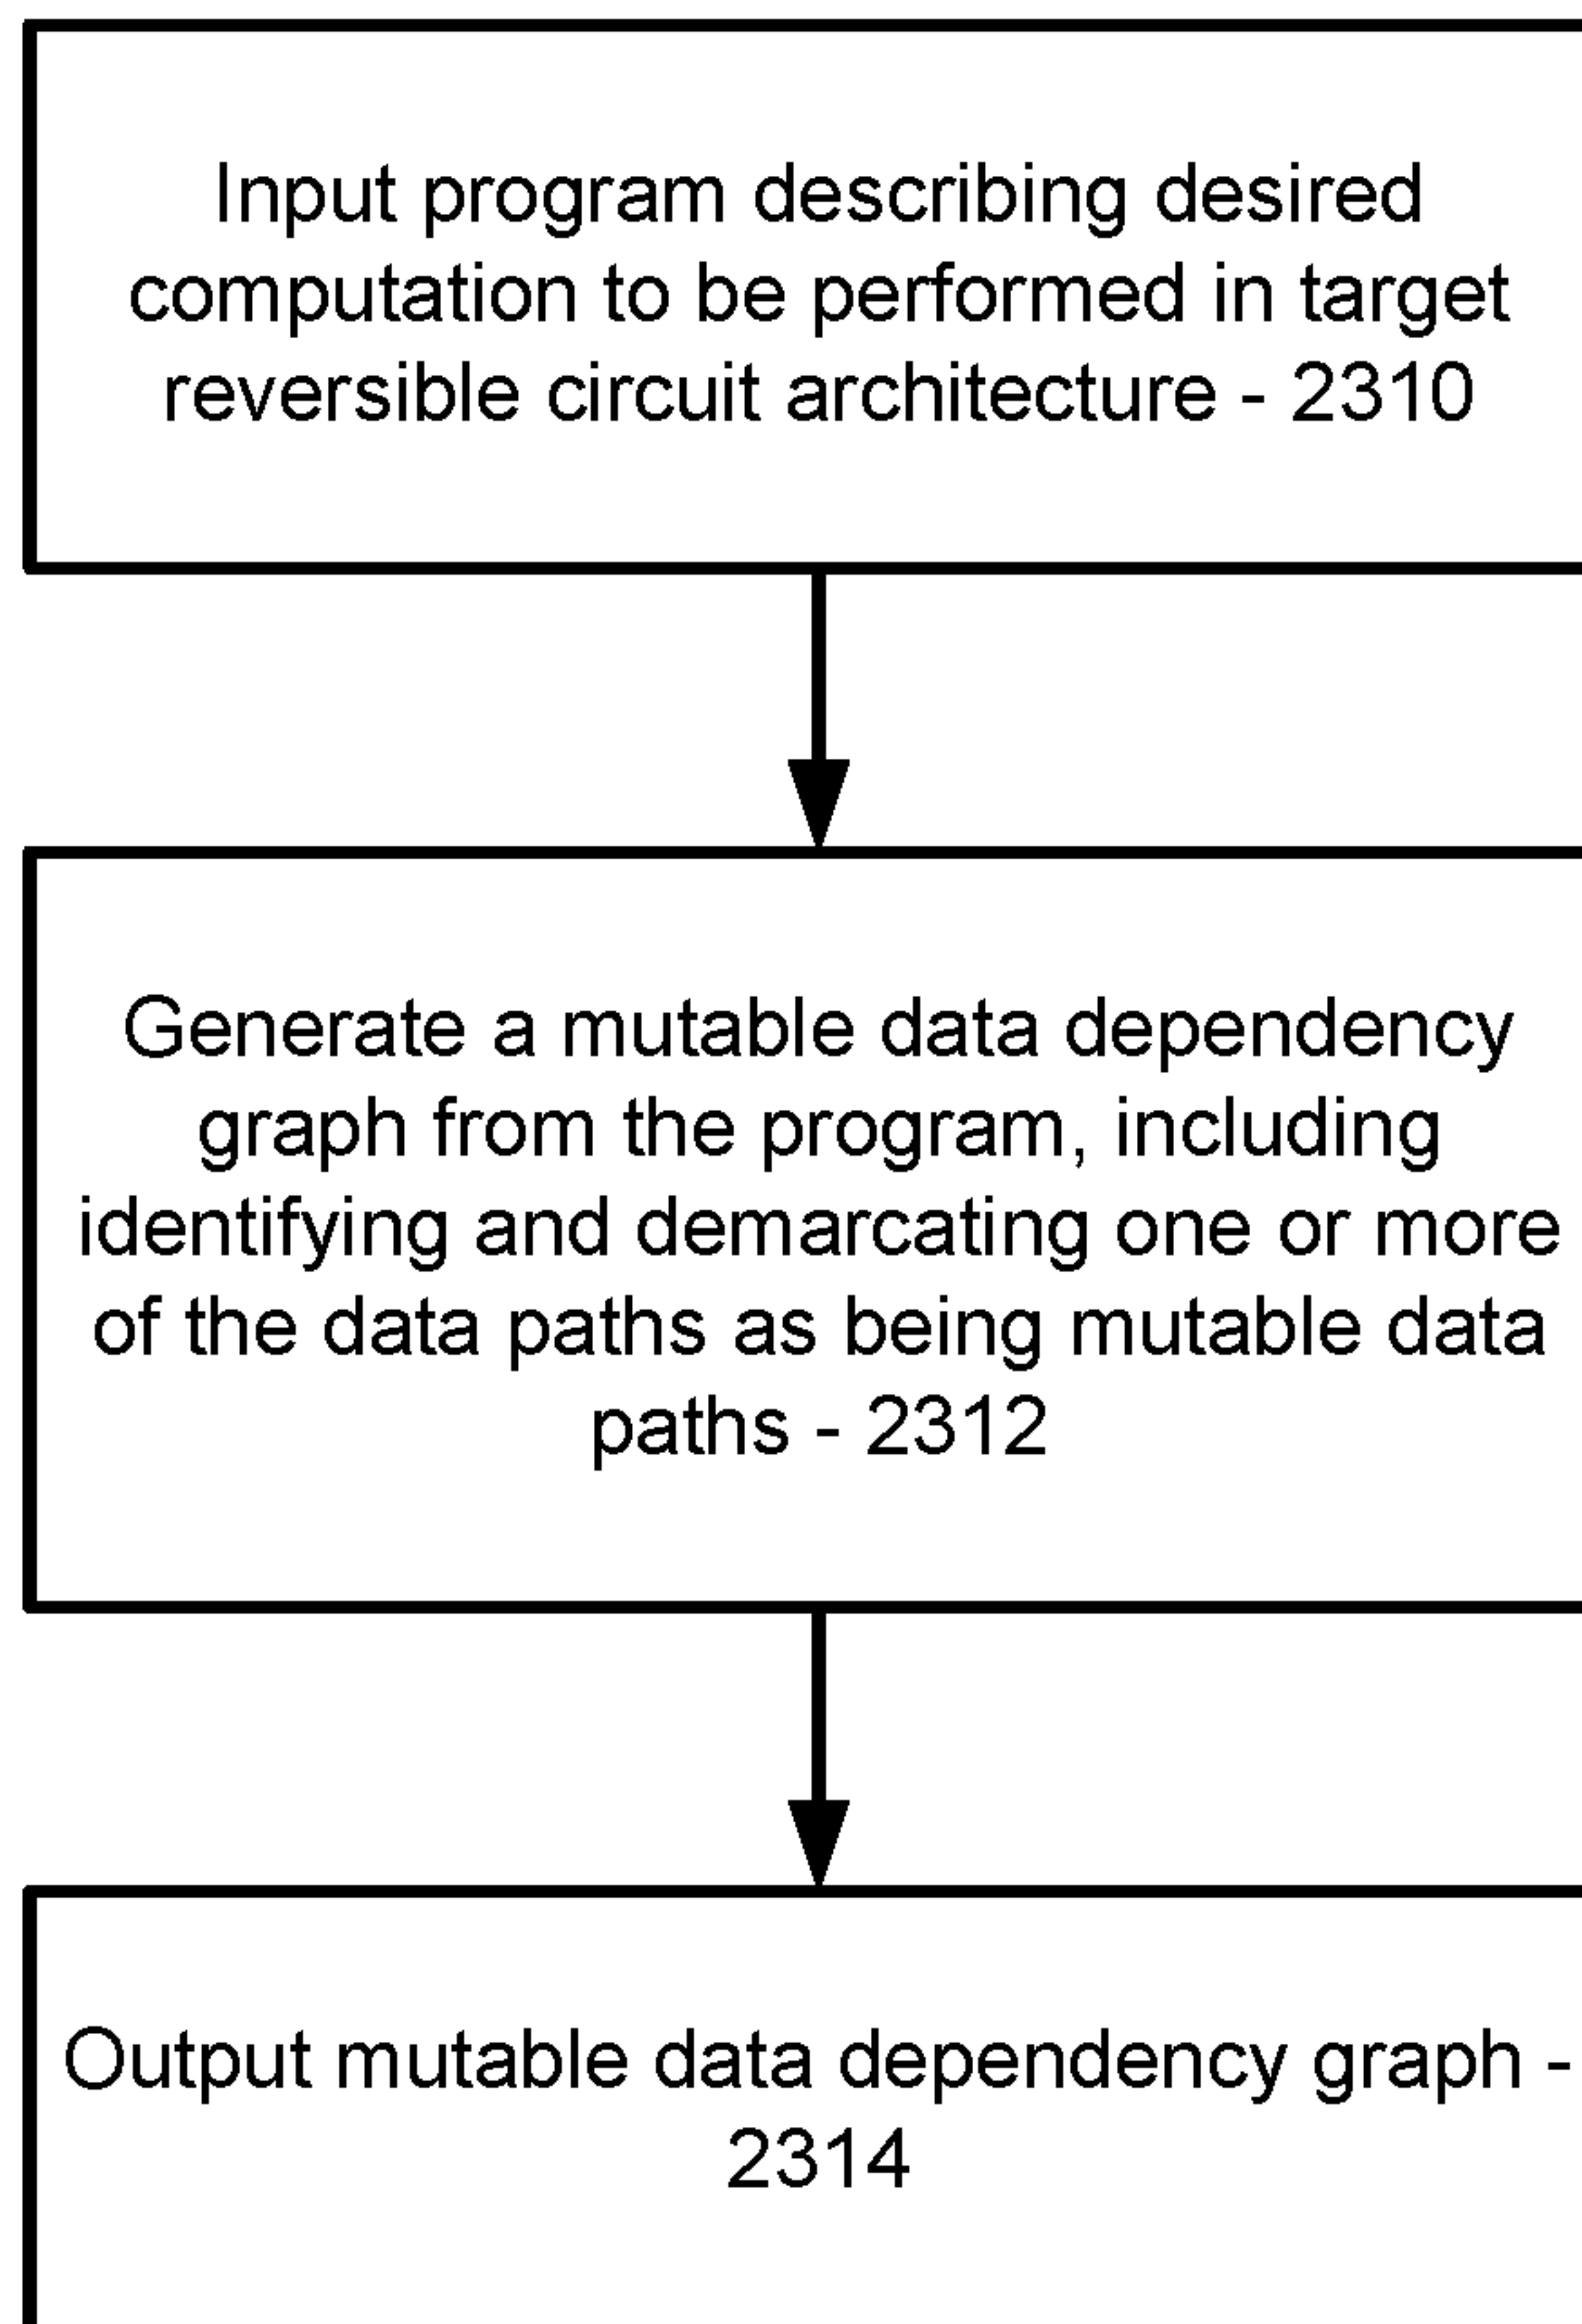 Input program describing desired
computation to be performed in target
reversible circuit architecture - 2310
Generate a mutable data dependency
graph from the program, including
identifying and demarcating one or more
of the data paths as being mutable data
paths - 2312
Output mutable data dependency graph -
2314